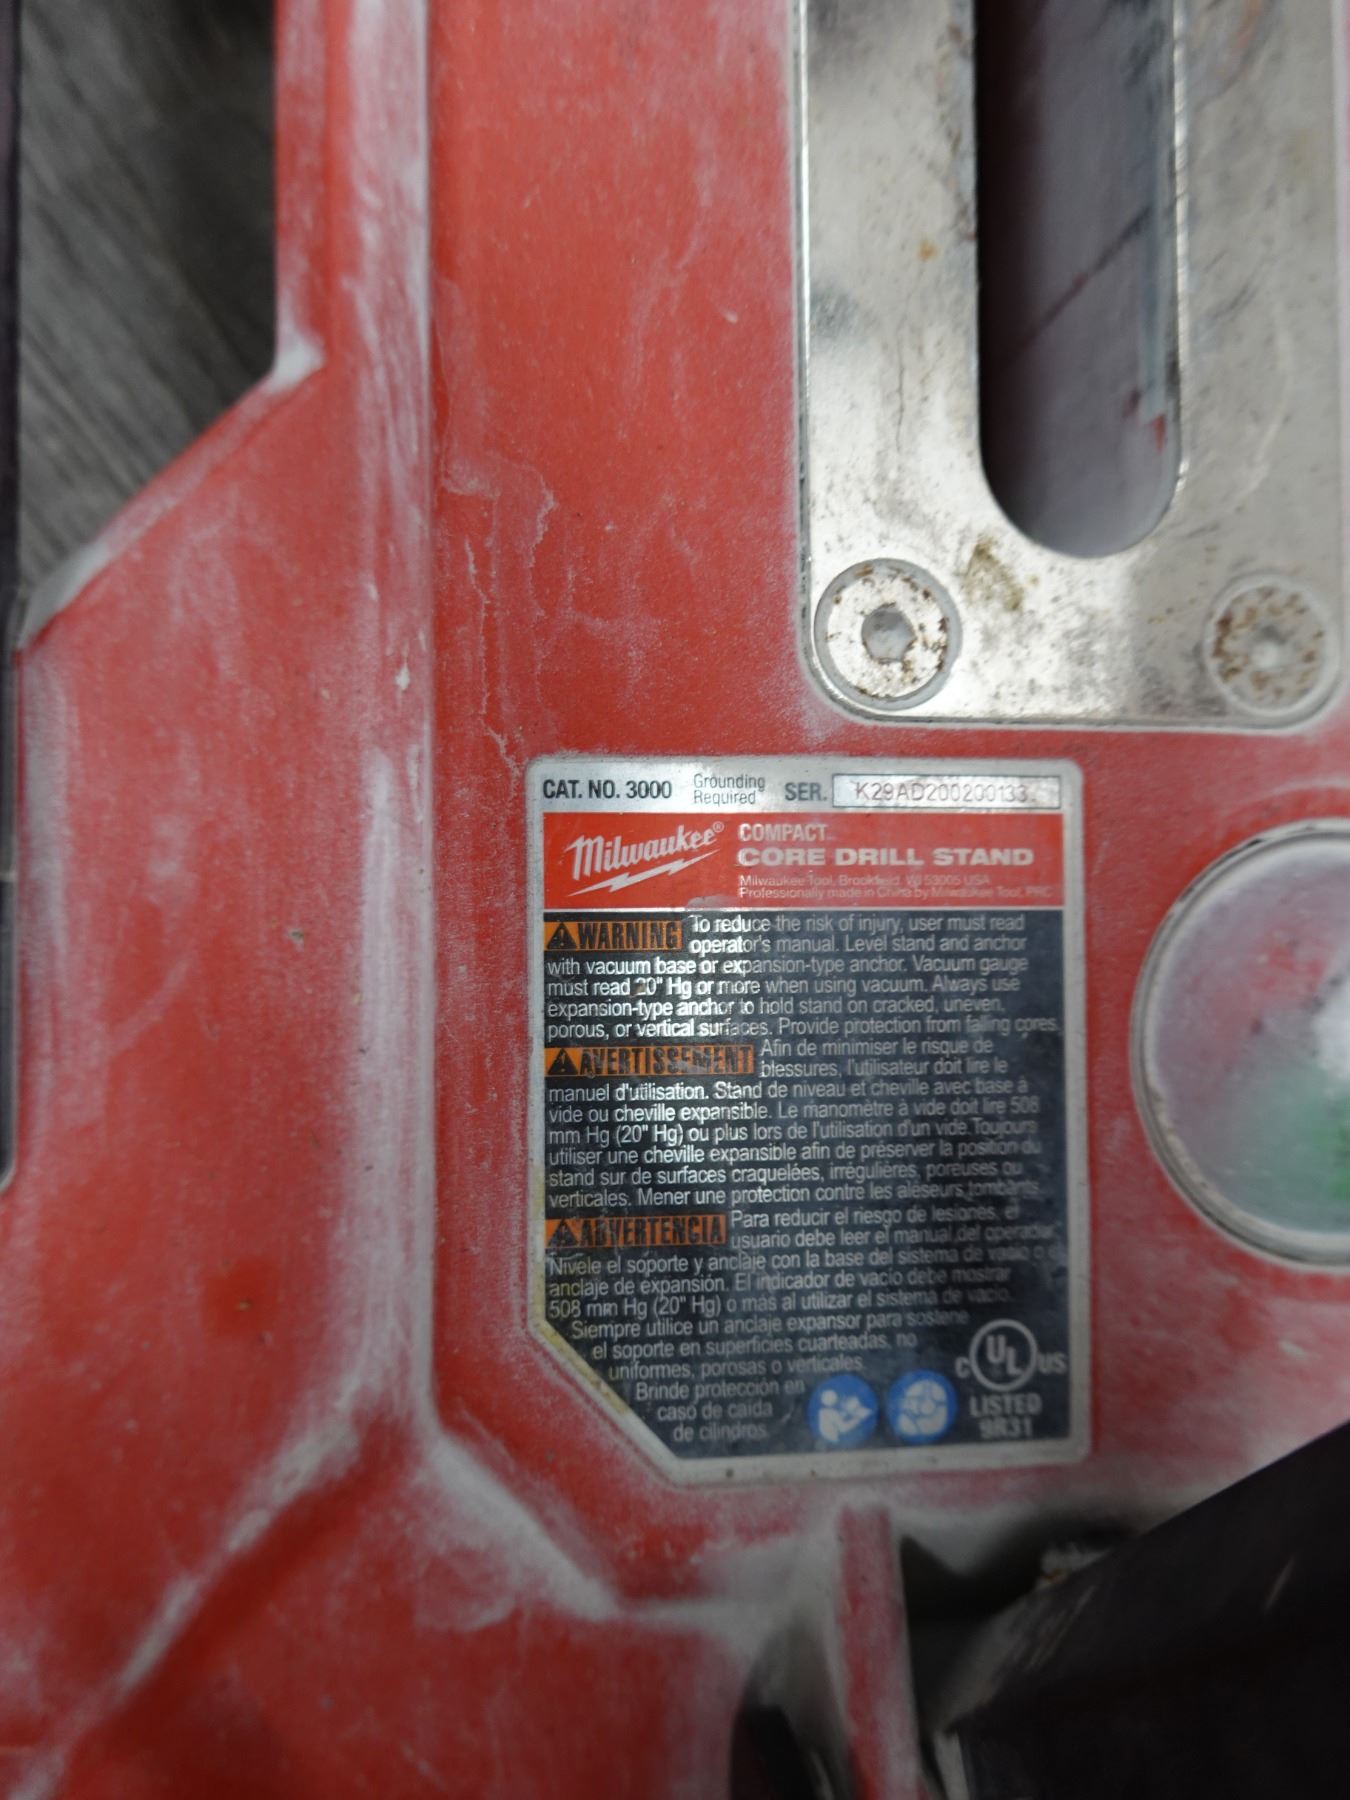 CAT. NO. 3000 Grounding Required SER. K29AD200200133
Milwaukee® COMPACT
CORE DRILL STAND
Milwaukee Tool, Brookfield, WI 53005 USA
Professionally made in China by Milwaukee Tool, PRC
WARNING To reduce the risk of injury, user must read
operator's manual. Level stand and anchor
with vacuum base or expansion-type anchor. Vacuum gauge
must read 20" Hg or more when using vacuum. Always use
expansion-type anchor to hold stand on cracked, uneven,
porous, or vertical surfaces. Provide protection from falling cores.
AVERTISSEMENT Afin de minimiser le risque de
blessures, l'utilisateur doit lire le
manuel d'utilisation. Stand de niveau et cheville avec base à
vide ou cheville expansible. Le manomètre à vide doit lire 508
mm Hg (20" Hg) ou plus lors de l'utilisation d'un vide. Toujours
utiliser une cheville expansible afin de préserver la position du
stand sur de surfaces craquelées, irrégulières, poreuses ou
verticales. Mener une protection contre les aléseurs tombants.
ADVERTENCIA Para reducir el riesgo de lesiones, el
usuario debe leer el manual del operador.
Nivele el soporte y anclaje con la base del sistema de vacío o el
anclaje de expansión. El indicador de vacío debe mostrar
508 mm Hg (20" Hg) o más al utilizar el sistema de vacío.
Siempre utilice un anclaje expansor para sostene
el soporte en superficies cuarteadas, no
uniformes, porosas o verticales.
Brinde protección en
caso de caída
de cilindros.
C UL US
LISTED
9R31